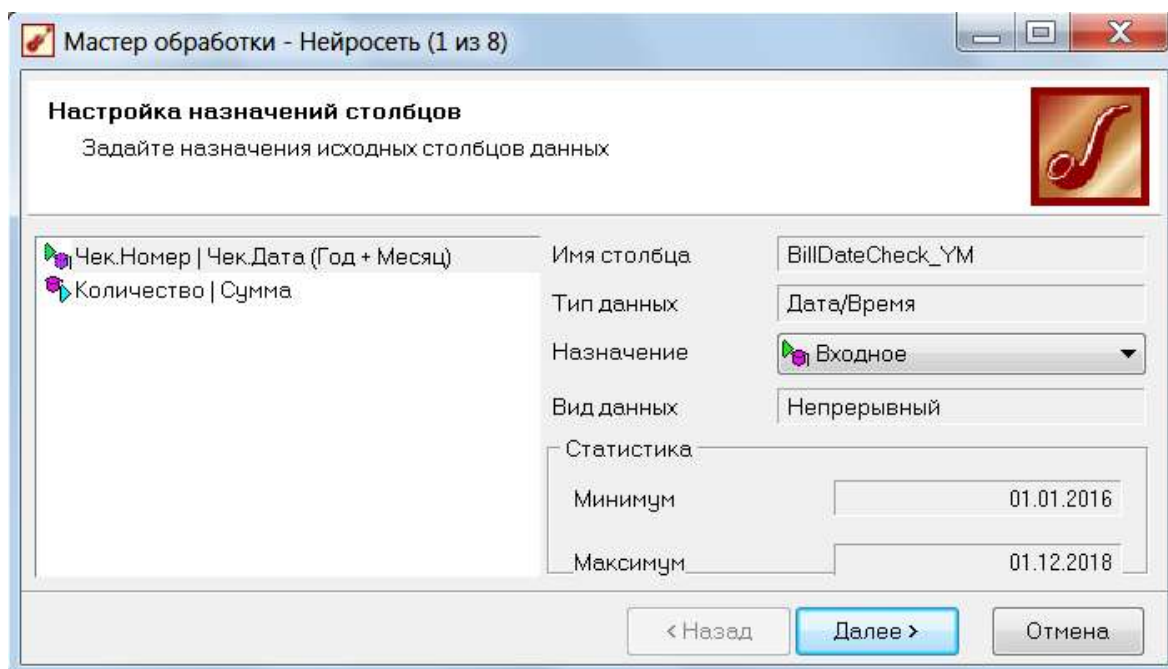 Мастер обработки - Нейросеть (1 из 8)
Настройка назначений столбцов
Задайте назначения исходных столбцов данных
Чек.Номер | Чек.Дата (Год + Месяц)
Количество | Сумма
Имя столбца BillDateCheck_YM
Тип данных Дата/Время
Назначение Входное
Вид данных Непрерывный
Статистика
Минимум 01.01.2016
Максимум 01.12.2018
< Назад Далее > Отмена